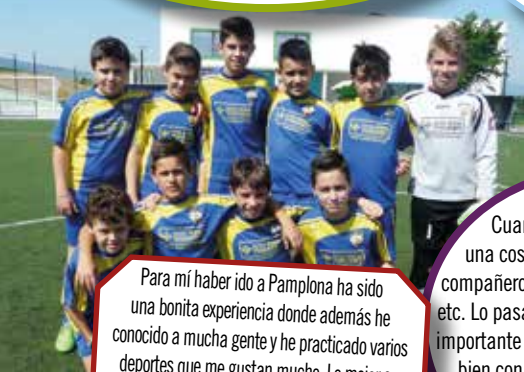 Para mí haber ido a Pamplona ha sido
una bonita experiencia donde además he
conocido a mucha gente y he practicado varios
deportes que me gustan mucho. Lo mejor
una cos
compañero
etc. Lo pasa
importante
bien con